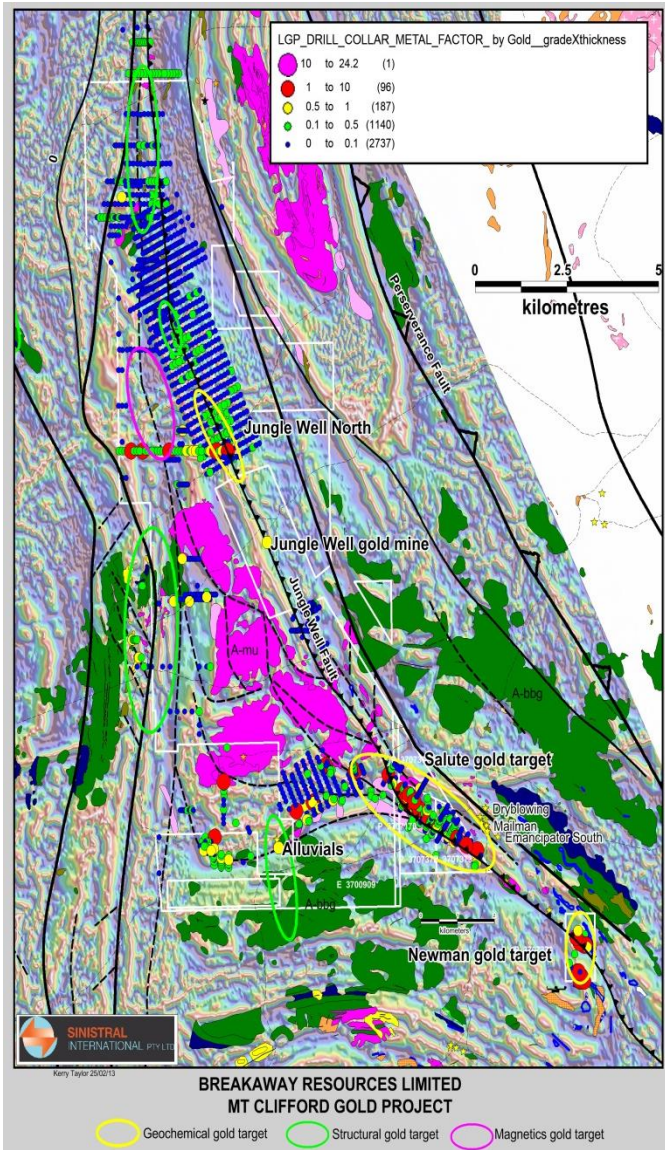 LGP_DRILL_COLLAR_METAL_FACTOR_ by Gold__gradeXthickness
10 to 24.2 (1)
1 to 10 (96)
0.5 to 1 (187)
0.1 to 0.5 (1140)
0 to 0.1 (2737)
0
0 2.5 5
kilometres
Perserverance Fault
Jungle Well North
Jungle Well gold mine
Jungle Well Fault
A-mu
A-bbg
Salute gold target
Dryblowing
Mailman
Emancipator South
Alluvials
E 3700909
A-bbg
kilometers
Newman gold target
SINISTRAL
INTERNATIONAL PTY LTD
Kerry Taylor 25/02/13
BREAKAWAY RESOURCES LIMITED
MT CLIFFORD GOLD PROJECT
Geochemical gold target
Structural gold target
Magnetics gold target